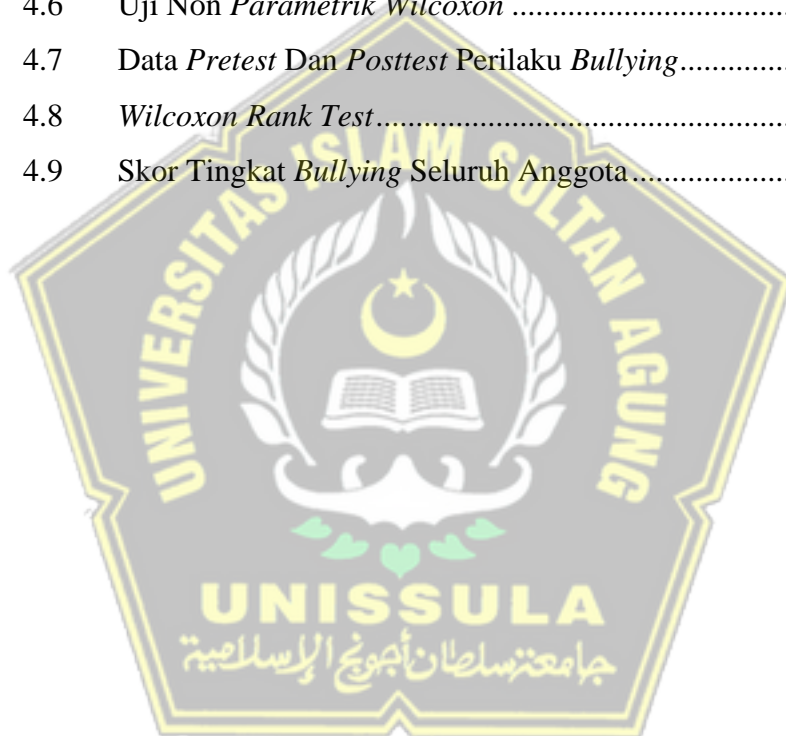 4.6 Uji Non Parametrik Wilcoxon ....................................
4.7 Data Pretest Dan Posttest Perilaku Bullying..............
4.8 Wilcoxon Rank Test......................................................
4.9 Skor Tingkat Bullying Seluruh Anggota....................
UNIVERSITAS ISLAM SULTAN AGUNG
UNISSULA
جامعة سلطان أجونج الإسلامية